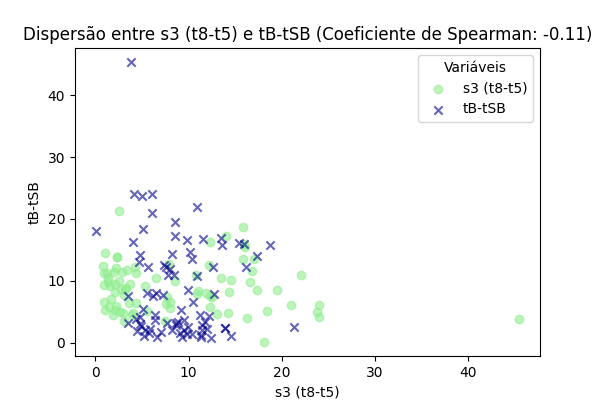 Dispersão entre s3 (t8-t5) e tB-tSB (Coeficiente de Spearman: -0.11)
Variáveis
s3 (t8-t5)
tB-tSB
tB-tSB
40
30
20
10
0
0 10 20 30 40
s3 (t8-t5)